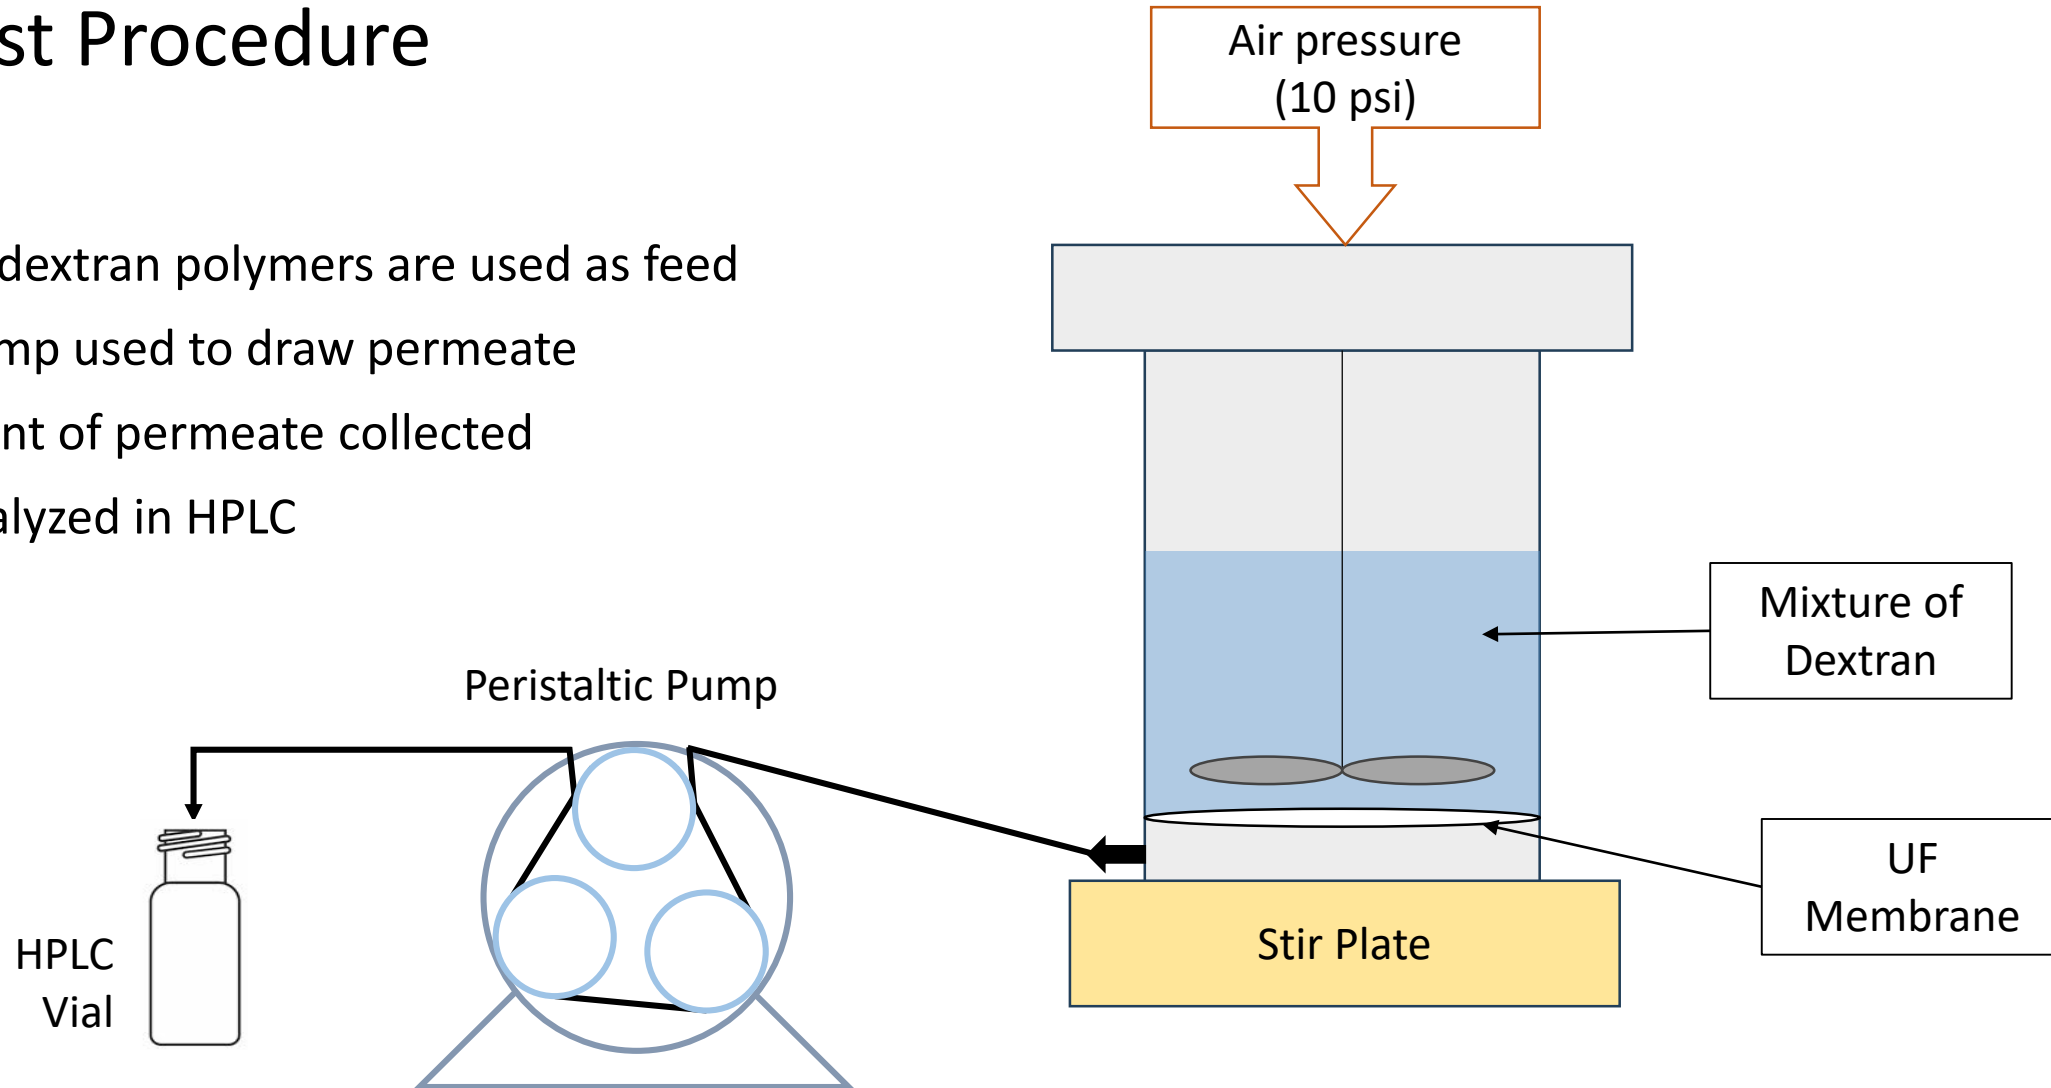 st Procedure
dextran polymers are used as feed
mp used to draw permeate
nt of permeate collected
alyzed in HPLC
Air pressure
(10 psi)
Mixture of
Dextran
Peristaltic Pump
UF
Membrane
Stir Plate
HPLC
Vial